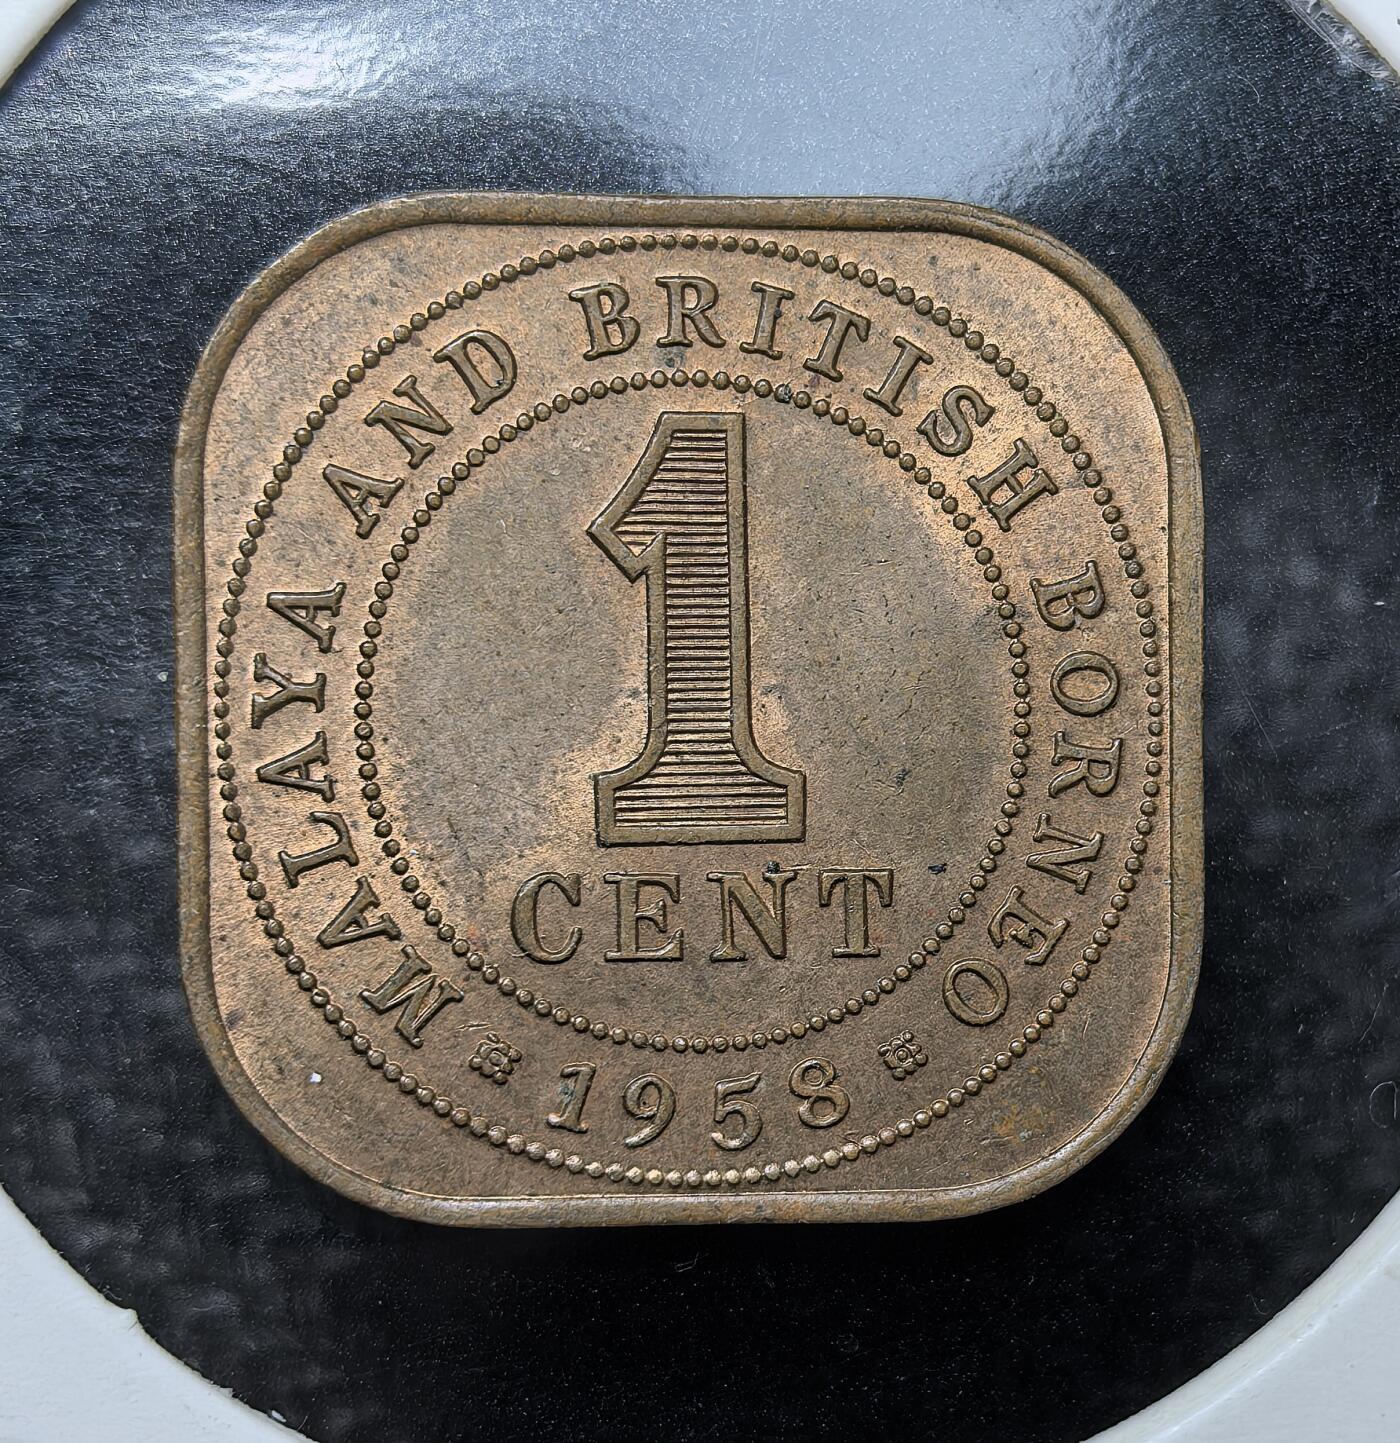 MALAYA AND BRITISH BORNEO
1
CENT
1958